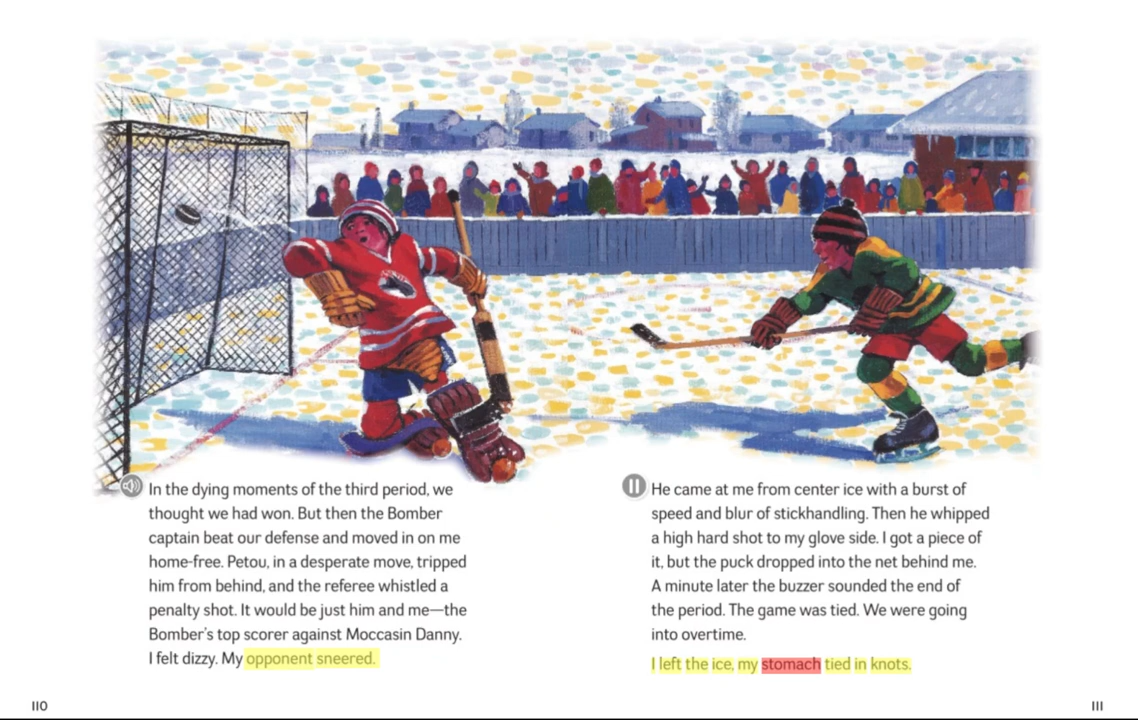 In the dying moments of the third period, we
thought we had won. But then the Bomber
captain beat our defense and moved in on me
home-free. Petou, in a desperate move, tripped
him from behind, and the referee whistled a
penalty shot. It would be just him and me—the
Bomber's top scorer against Moccasin Danny.
I felt dizzy. My opponent sneered.
He came at me from center ice with a burst of
speed and blur of stickhandling. Then he whipped
a high hard shot to my glove side. I got a piece of
it, but the puck dropped into the net behind me.
A minute later the buzzer sounded the end of
the period. The game was tied. We were going
into overtime.
I left the ice, my stomach tied in knots.
110
111